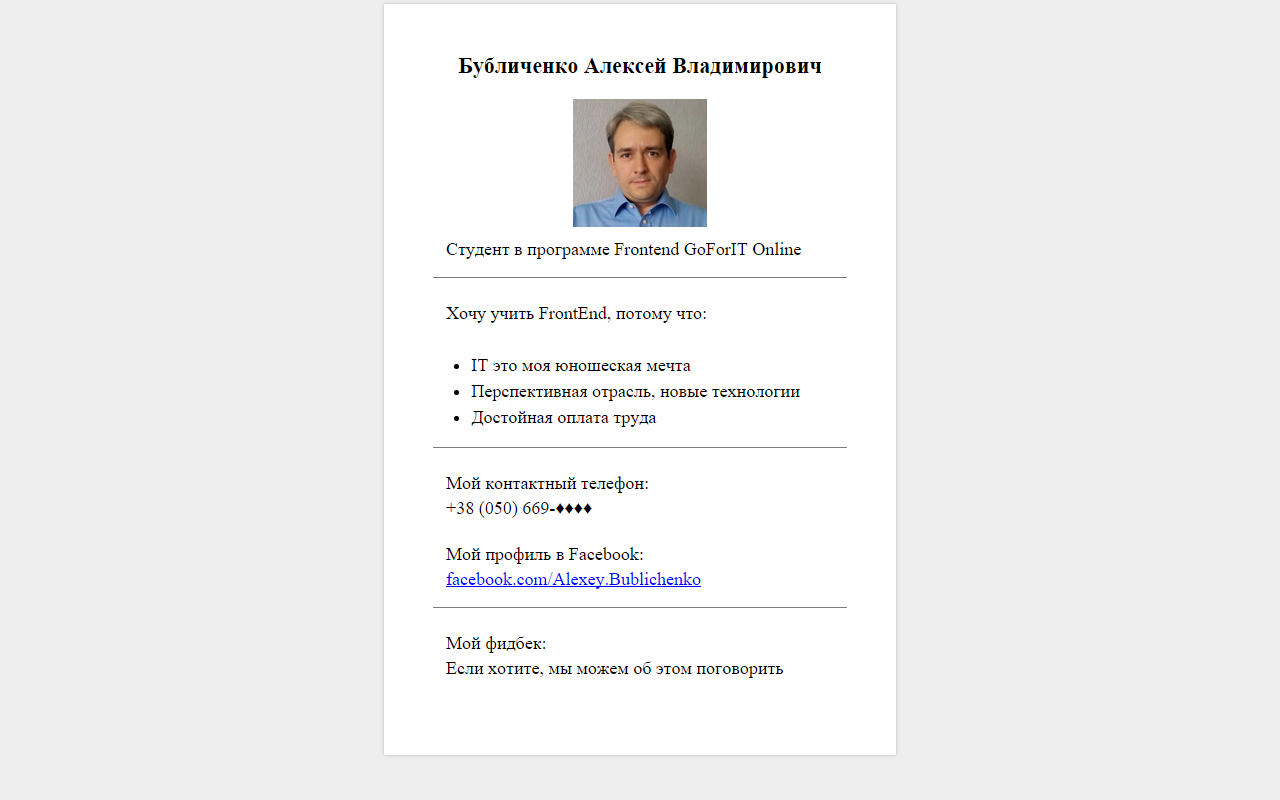 Бубличенко Алексей Владимирович
Студент в программе Frontend GoForIT Online
Хочу учить FrontEnd, потому что:
• IT это моя юношеская мечта
• Перспективная отрасль, новые технологии
• Достойная оплата труда
Мой контактный телефон:
+38 (050) 669-♦♦♦♦
Мой профиль в Facebook:
facebook.com/Alexey.Bublichenko
Мой фидбек:
Если хотите, мы можем об этом поговорить